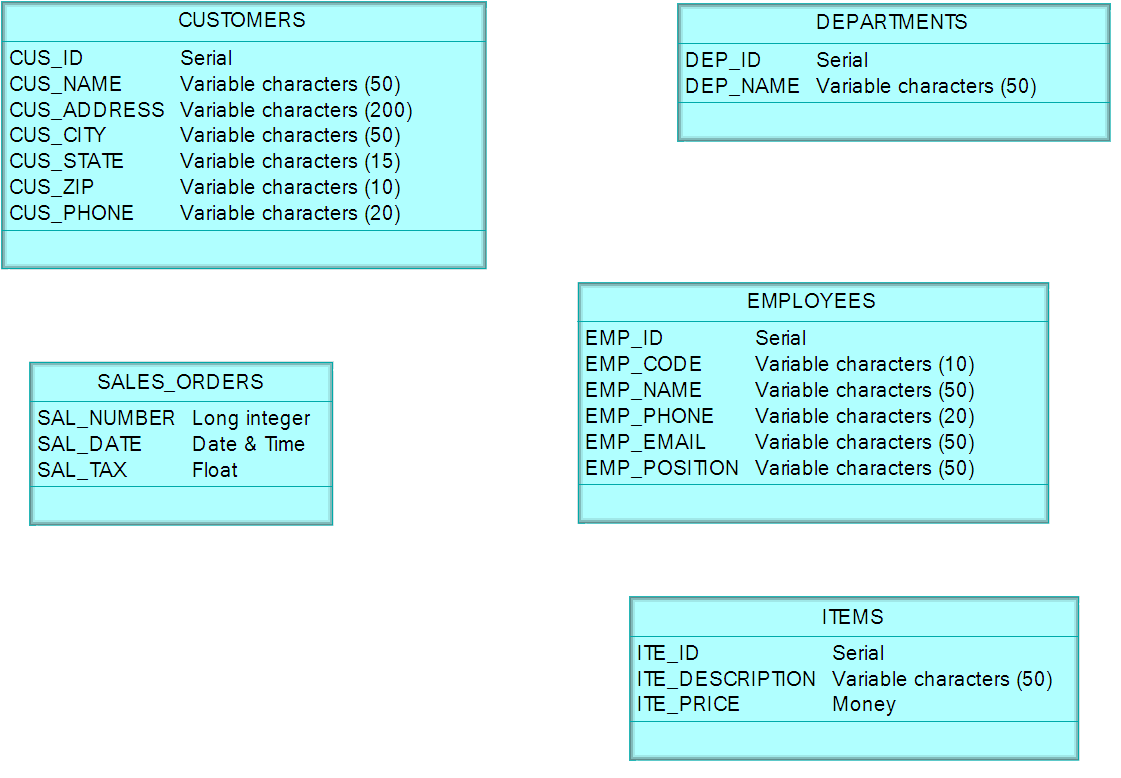 CUSTOMERS
CUS_ID Serial
CUS_NAME Variable characters (50)
CUS_ADDRESS Variable characters (200)
CUS_CITY Variable characters (50)
CUS_STATE Variable characters (15)
CUS_ZIP Variable characters (10)
CUS_PHONE Variable characters (20)
DEPARTMENTS
DEP_ID Serial
DEP_NAME Variable characters (50)
SALES_ORDERS
SAL_NUMBER Long integer
SAL_DATE Date & Time
SAL_TAX Float
EMPLOYEES
EMP_ID Serial
EMP_CODE Variable characters (10)
EMP_NAME Variable characters (50)
EMP_PHONE Variable characters (20)
EMP_EMAIL Variable characters (50)
EMP_POSITION Variable characters (50)
ITEMS
ITE_ID Serial
ITE_DESCRIPTION Variable characters (50)
ITE_PRICE Money